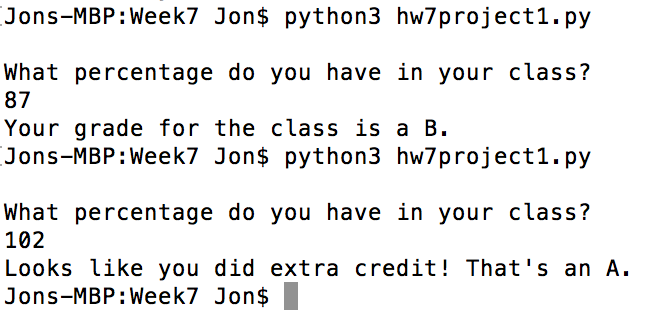 Jons-MBP:Week7 Jon$ python3 hw7project1.py
What percentage do you have in your class?
87
Your grade for the class is a B.
Jons-MBP:Week7 Jon$ python3 hw7project1.py
What percentage do you have in your class?
102
Looks like you did extra credit! That's an A.
Jons-MBP:Week7 Jon$